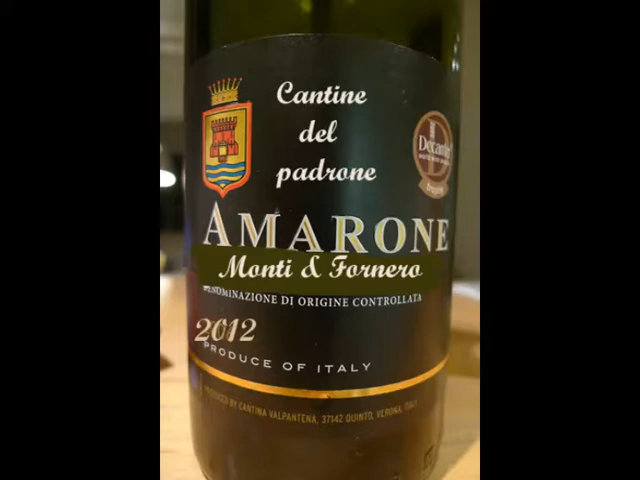 Cantine
del
padrone
Decanter
AMARONE
Monti & Fornero
DENOMINAZIONE DI ORIGINE CONTROLLATA
2012
PRODUCE OF ITALY
PRODUCED BY CANTINA VALPANTENA, 37142 QUINTO, VERONA, ITALY